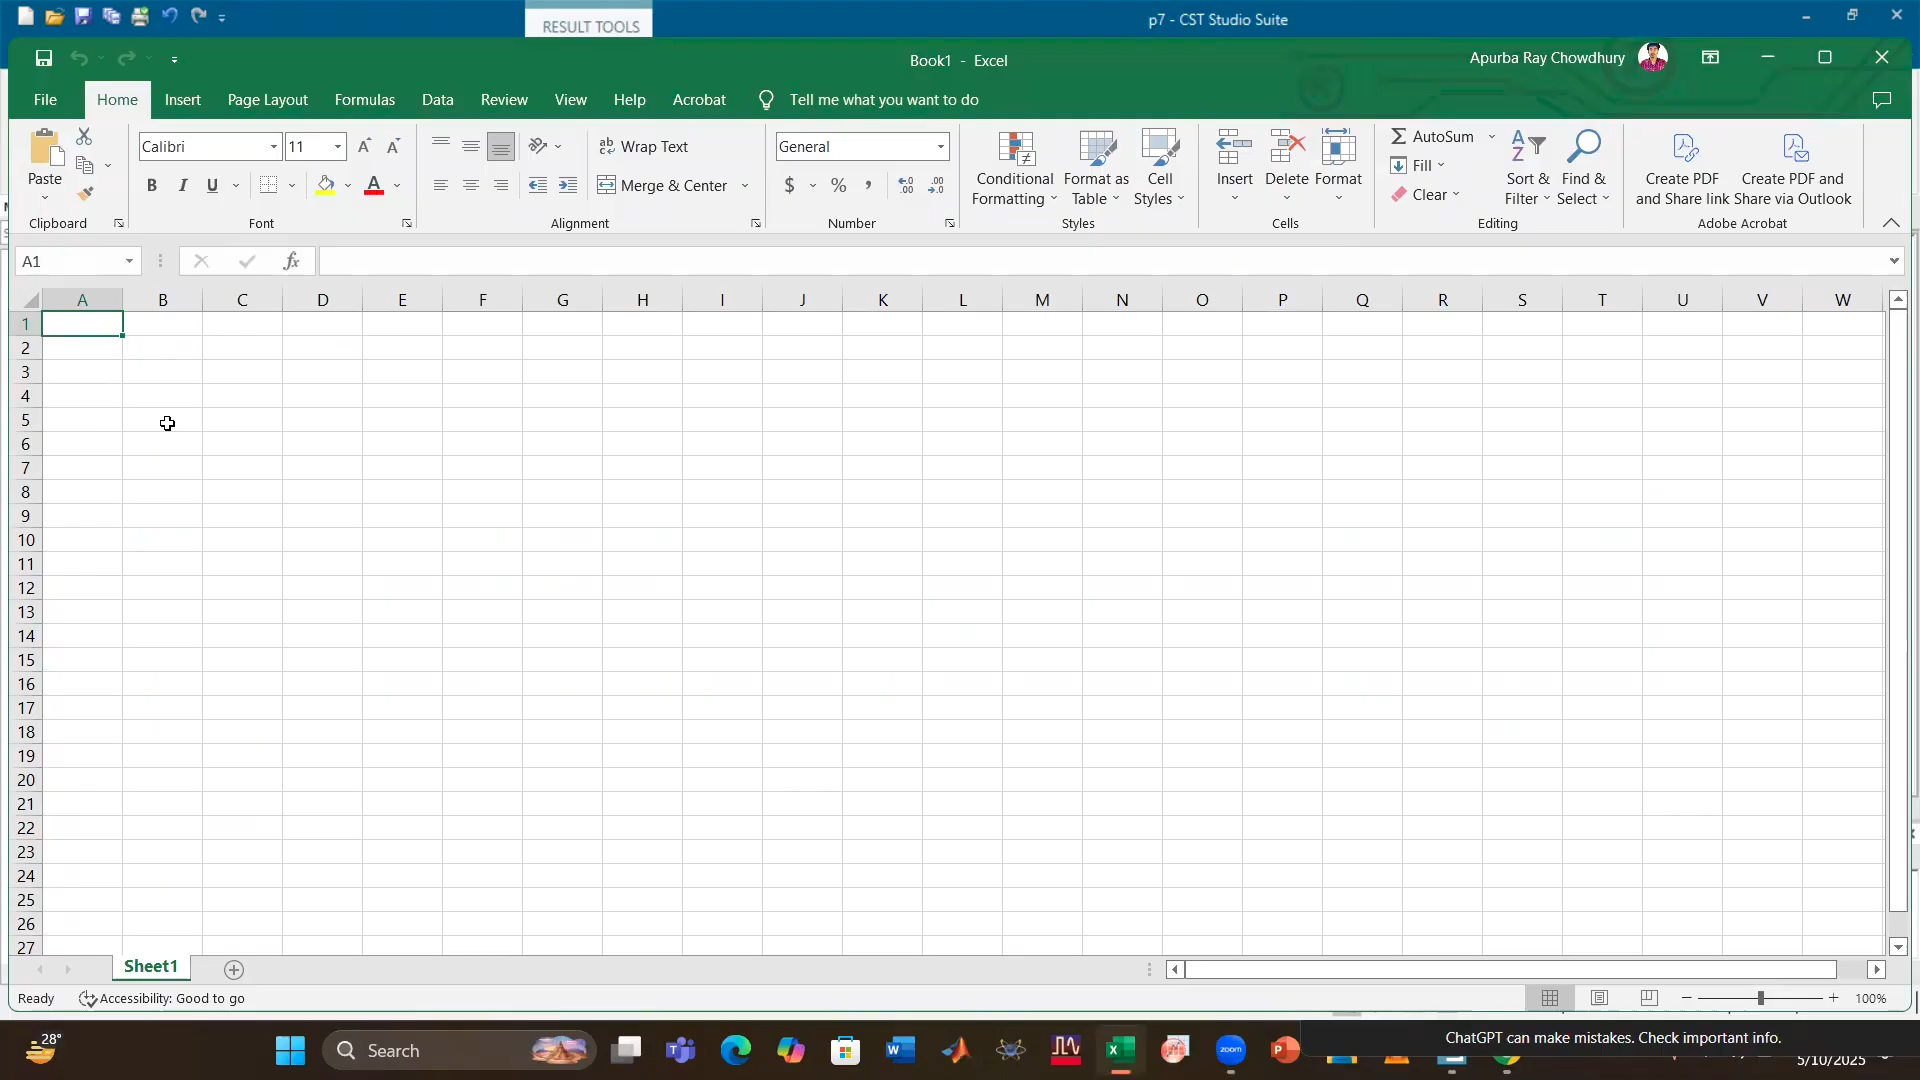 RESULT TOOLS
p7 - CST Studio Suite
Book1 - Excel
Apurba Ray Chowdhury
File Home Insert Page Layout Formulas Data Review View Help Acrobat Tell me what you want to do
Paste
Clipboard
Calibri 11
B I U A
Font
ab Wrap Text
Merge & Center
Alignment
General
$ % ,
Number
Conditional Formatting
Format as Table
Cell Styles
Styles
Insert
Delete
Format
Cells
AutoSum
Fill
Clear
Sort & Filter
Find & Select
Editing
Create PDF and Share link
Create PDF and Share via Outlook
Adobe Acrobat
A1
fx
A B C D E F G H I J K L M N O P Q R S T U V W
1
2
3
4
5
6
7
8
9
10
11
12
13
14
15
16
17
18
19
20
21
22
23
24
25
26
27
Sheet1
Ready Accessibility: Good to go
100%
28°
Search
zoom
ChatGPT can make mistakes. Check important info.
5/10/2025